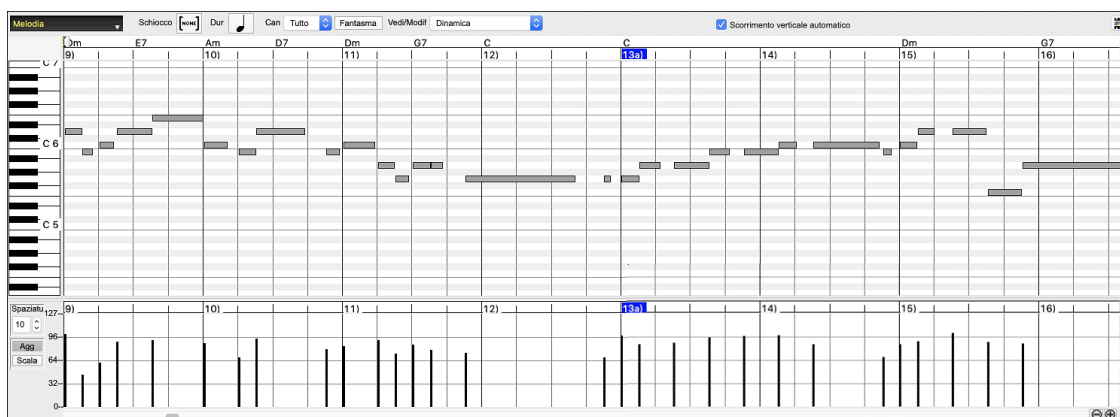 Melodia Schiocco [NONE] Dur Can Tutto Fantasma Vedi/Modif Dinamica Scorrimento verticale automatico
Dm E7 Am D7 Dm G7 C C Dm G7
9) 10) 11) 12) 13a) 14) 15) 16)
C 7
C 6
C 5
Spaziatu 9) 10) 11) 12) 13a) 14) 15) 16)
127
10
96
Agg
64
Scala
32
0